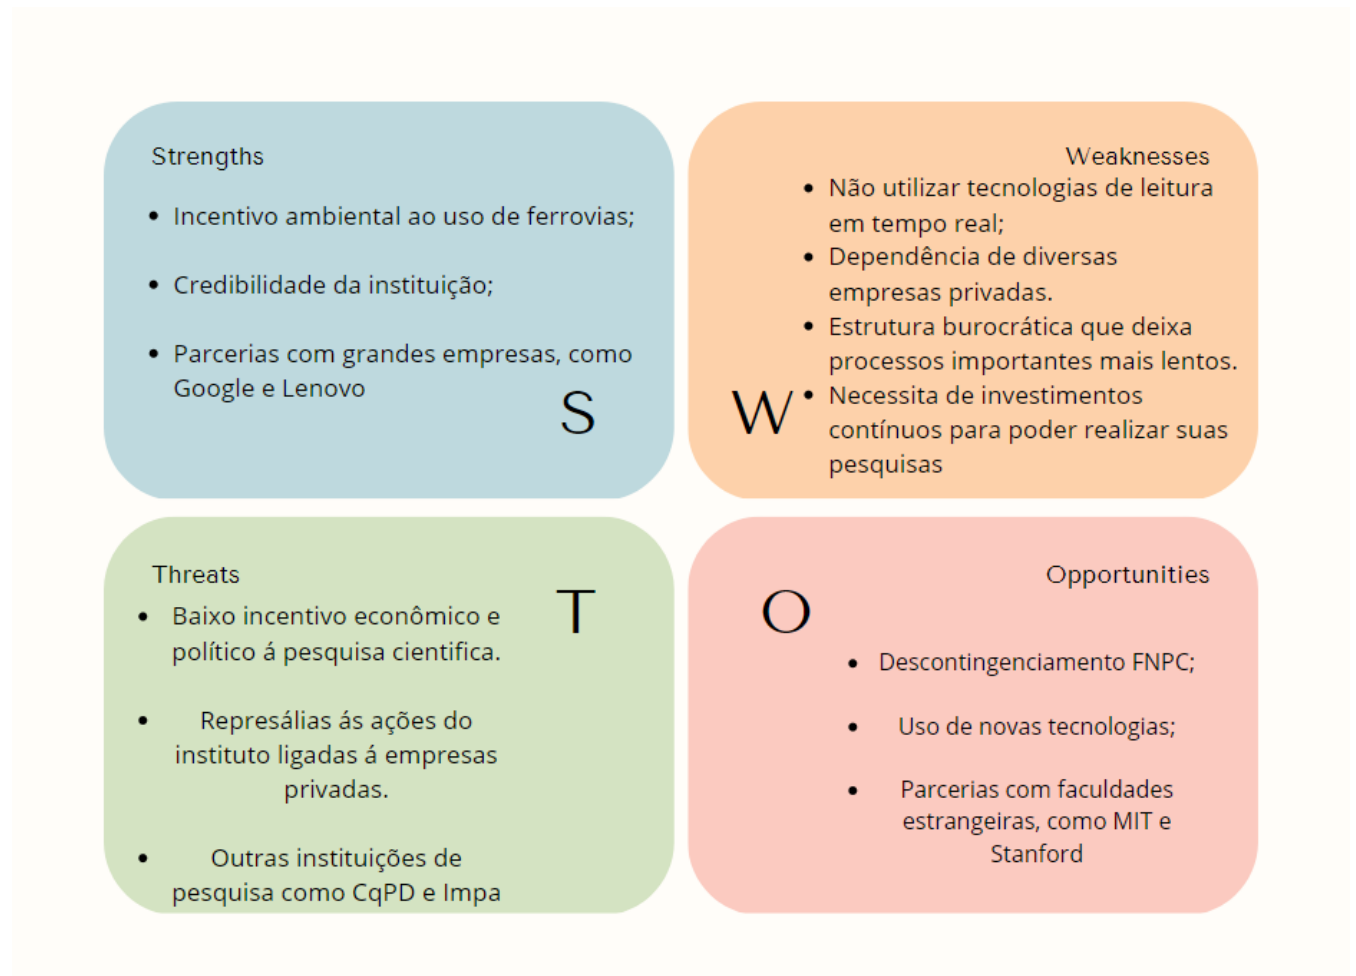 Strengths
• Incentivo ambiental ao uso de ferrovias;
• Credibilidade da instituição;
• Parcerias com grandes empresas, como
Google e Lenovo
S
Weaknesses
• Não utilizar tecnologias de leitura
em tempo real;
• Dependência de diversas
empresas privadas.
• Estrutura burocrática que deixa
processos importantes mais lentos.
• Necessita de investimentos
contínuos para poder realizar suas
pesquisas
W
Threats
• Baixo incentivo econômico e
político á pesquisa cientifica.
• Represálias ás ações do
instituto ligadas á empresas
privadas.
• Outras instituições de
pesquisa como CqPD e Impa
T
Opportunities
O
• Descontingenciamento FNPC;
• Uso de novas tecnologias;
• Parcerias com faculdades
estrangeiras, como MIT e
Stanford